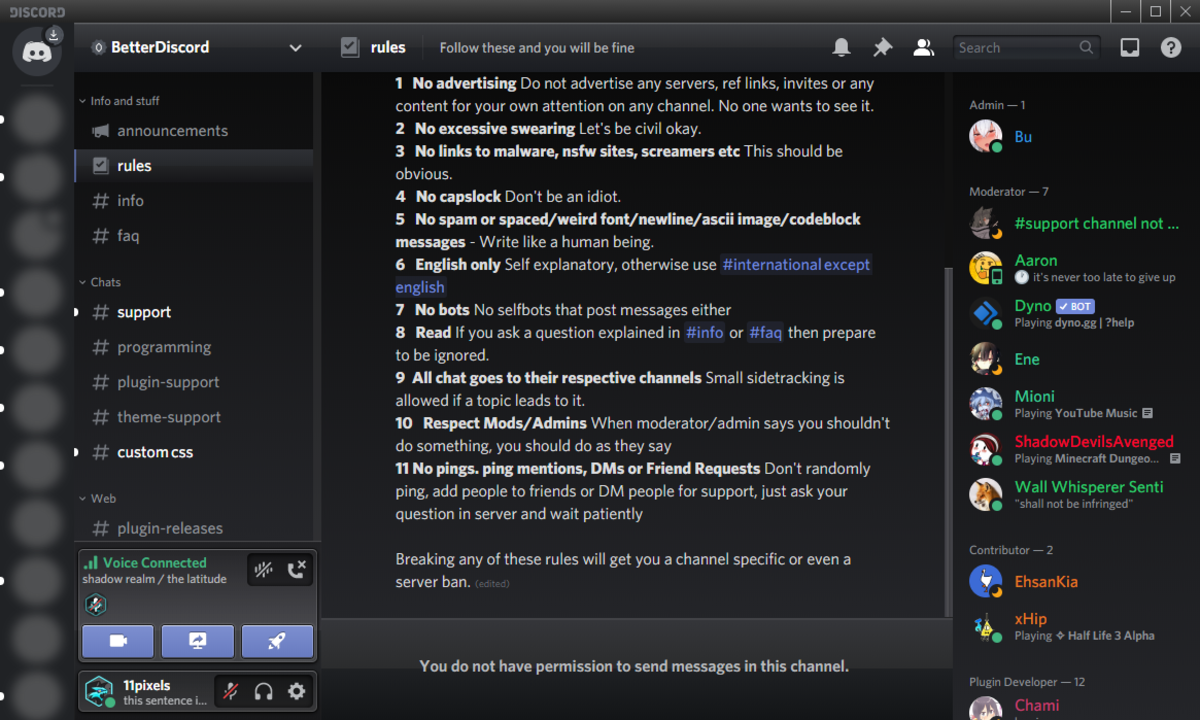 DISCORD
BetterDiscord
rules
Follow these and you will be fine
Search
Info and stuff
announcements
rules
info
faq
Chats
support
programming
plugin-support
theme-support
custom css
Web
plugin-releases
Voice Connected
shadow realm / the latitude
11pixels
this sentence i...
1 No advertising Do not advertise any servers, ref links, invites or any
content for your own attention on any channel. No one wants to see it.
2 No excessive swearing Let's be civil okay.
3 No links to malware, nsfw sites, screamers etc This should be
obvious.
4 No capslock Don't be an idiot.
5 No spam or spaced/weird font/newline/ascii image/codeblock
messages - Write like a human being.
6 English only Self explanatory, otherwise use #international except
english
7 No bots No selfbots that post messages either
8 Read If you ask a question explained in #info or #faq then prepare
to be ignored.
9 All chat goes to their respective channels Small sidetracking is
allowed if a topic leads to it.
10 Respect Mods/Admins When moderator/admin says you shouldn't
do something, you should do as they say
11 No pings. ping mentions, DMs or Friend Requests Don't randomly
ping, add people to friends or DM people for support, just ask your
question in server and wait patiently
Breaking any of these rules will get you a channel specific or even a
server ban. (edited)
You do not have permission to send messages in this channel.
Admin — 1
Bu
Moderator — 7
#support channel not ...
Aaron
it's never too late to give up
Dyno BOT
Playing dyno.gg | ?help
Ene
Mioni
Playing YouTube Music
ShadowDevilsAvenged
Playing Minecraft Dungeo...
Wall Whisperer Senti
"shall not be infringed"
Contributor — 2
EhsanKia
xHip
Playing ✧ Half Life 3 Alpha
Plugin Developer — 12
Chami